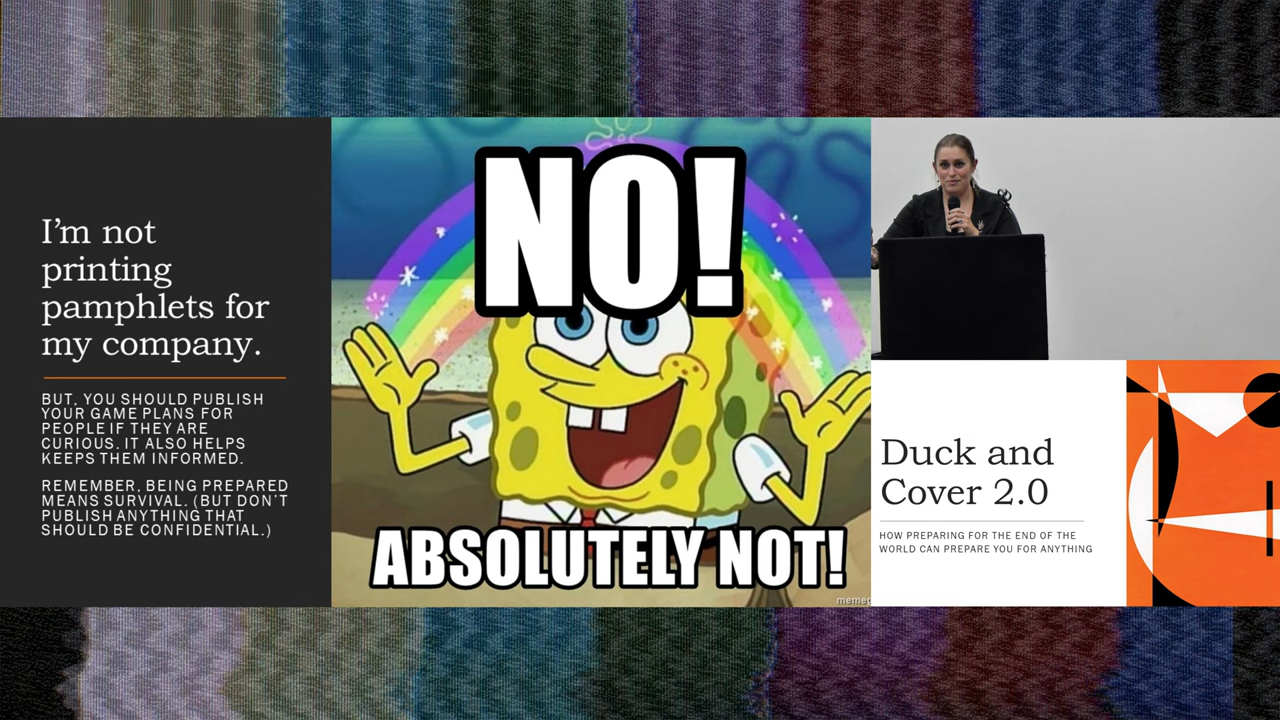 I'm not
printing
pamphlets for
my company.
BUT, YOU SHOULD PUBLISH
YOUR GAME PLANS FOR
PEOPLE IF THEY ARE
CURIOUS. IT ALSO HELPS
KEEPS THEM INFORMED.
REMEMBER, BEING PREPARED
MEANS SURVIVAL. (BUT DON'T
PUBLISH ANYTHING THAT
SHOULD BE CONFIDENTIAL.)
NO!
ABSOLUTELY NOT!
Duck and
Cover 2.0
HOW PREPARING FOR THE END OF THE
WORLD CAN PREPARE YOU FOR ANYTHING